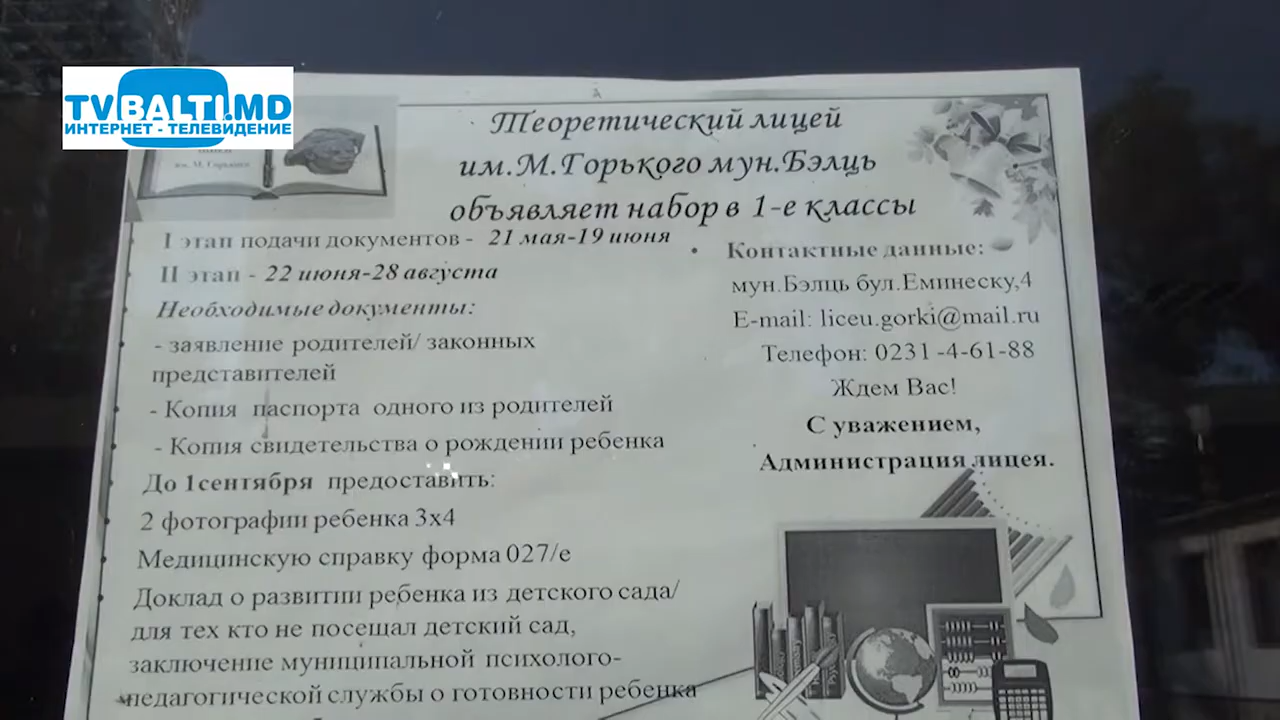 TVBALTI.MD
ИНТЕРНЕТ - ТЕЛЕВИДЕНИЕ
им. М. Горького
Теоретический лицей
им.М.Горького мун.Бэлць
объявляет набор в 1-е классы
I этап подачи документов - 21 мая-19 июня
II этап - 22 июня-28 августа
Необходимые документы:
- заявление родителей/ законных
представителей
- Копия паспорта одного из родителей
- Копия свидетельства о рождении ребенка
До 1сентября предоставить:
2 фотографии ребенка 3х4
Медицинскую справку форма 027/е
Доклад о развитии ребенка из детского сада/
для тех кто не посещал детский сад,
заключение муниципальной психолого-
педагогической службы о готовности ребенка
• Контактные данные:
мун.Бэлць бул.Еминеску,4
E-mail: liceu.gorki@mail.ru
Телефон: 0231 -4-61-88
Ждем Вас!
С уважением,
Администрация лицея.